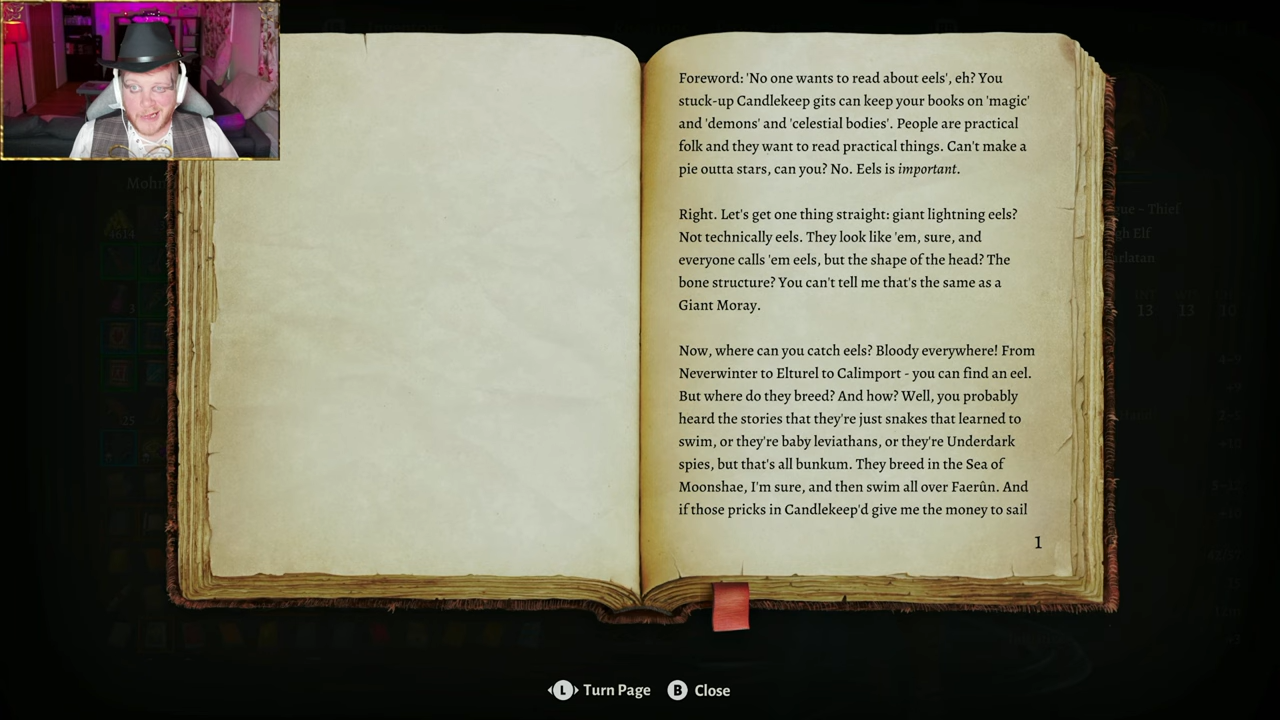 Foreword: 'No one wants to read about eels', eh? You
stuck-up Candlekeep gits can keep your books on 'magic'
and 'demons' and 'celestial bodies'. People are practical
folk and they want to read practical things. Can't make a
pie outta stars, can you? No. Eels is important.
Right. Let's get one thing straight: giant lightning eels?
Not technically eels. They look like 'em, sure, and
everyone calls 'em eels, but the shape of the head? The
bone structure? You can't tell me that's the same as a
Giant Moray.
Now, where can you catch eels? Bloody everywhere! From
Neverwinter to Elturel to Calimport - you can find an eel.
But where do they breed? And how? Well, you probably
heard the stories that they're just snakes that learned to
swim, or they're baby leviathans, or they're Underdark
spies, but that's all bunkum. They breed in the Sea of
Moonshae, I'm sure, and then swim all over Faerûn. And
if those pricks in Candlekeep'd give me the money to sail
1
L Turn Page B Close
Thief
Elf
13 13 10